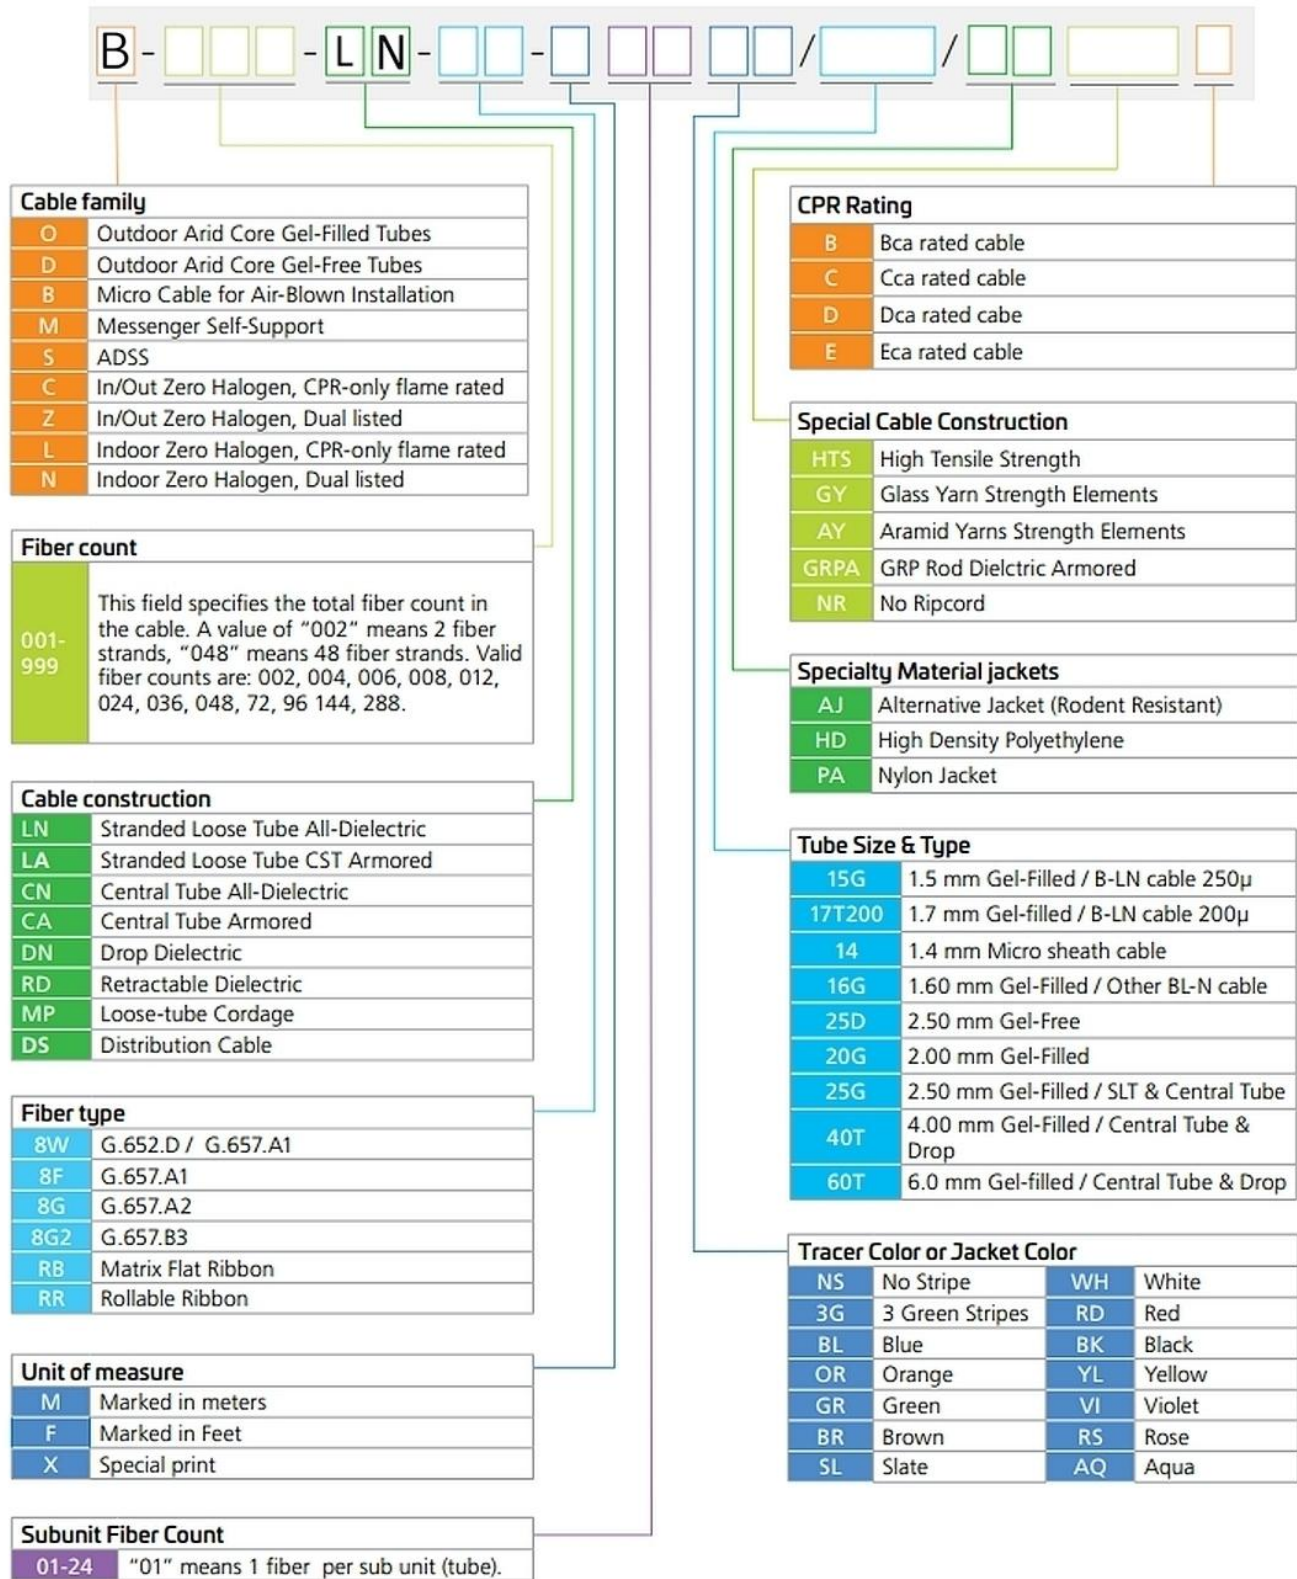 B - - L N - - / /
Cable family
O Outdoor Arid Core Gel-Filled Tubes
D Outdoor Arid Core Gel-Free Tubes
B Micro Cable for Air-Blown Installation
M Messenger Self-Support
S ADSS
C In/Out Zero Halogen, CPR-only flame rated
Z In/Out Zero Halogen, Dual listed
L Indoor Zero Halogen, CPR-only flame rated
N Indoor Zero Halogen, Dual listed
Fiber count
001-
999
This field specifies the total fiber count in
the cable. A value of "002" means 2 fiber
strands, "048" means 48 fiber strands. Valid
fiber counts are: 002, 004, 006, 008, 012,
024, 036, 048, 72, 96 144, 288.
Cable construction
LN Stranded Loose Tube All-Dielectric
LA Stranded Loose Tube CST Armored
CN Central Tube All-Dielectric
CA Central Tube Armored
DN Drop Dielectric
RD Retractable Dielectric
MP Loose-tube Cordage
DS Distribution Cable
Fiber type
8W G.652.D / G.657.A1
8F G.657.A1
8G G.657.A2
8G2 G.657.B3
RB Matrix Flat Ribbon
RR Rollable Ribbon
Unit of measure
M Marked in meters
F Marked in Feet
X Special print
Subunit Fiber Count
01-24 "01" means 1 fiber per sub unit (tube).
CPR Rating
B Bca rated cable
C Cca rated cable
D Dca rated cabe
E Eca rated cable
Special Cable Construction
HTS High Tensile Strength
GY Glass Yarn Strength Elements
AY Aramid Yarns Strength Elements
GRPA GRP Rod Dielctric Armored
NR No Ripcord
Specialty Material jackets
AJ Alternative Jacket (Rodent Resistant)
HD High Density Polyethylene
PA Nylon Jacket
Tube Size & Type
15G 1.5 mm Gel-Filled / B-LN cable 250µ
17T200 1.7 mm Gel-filled / B-LN cable 200µ
14 1.4 mm Micro sheath cable
16G 1.60 mm Gel-Filled / Other BL-N cable
25D 2.50 mm Gel-Free
20G 2.00 mm Gel-Filled
25G 2.50 mm Gel-Filled / SLT & Central Tube
40T 4.00 mm Gel-Filled / Central Tube &
Drop
60T 6.0 mm Gel-filled / Central Tube & Drop
Tracer Color or Jacket Color
NS No Stripe WH White
3G 3 Green Stripes RD Red
BL Blue BK Black
OR Orange YL Yellow
GR Green VI Violet
BR Brown RS Rose
SL Slate AQ Aqua